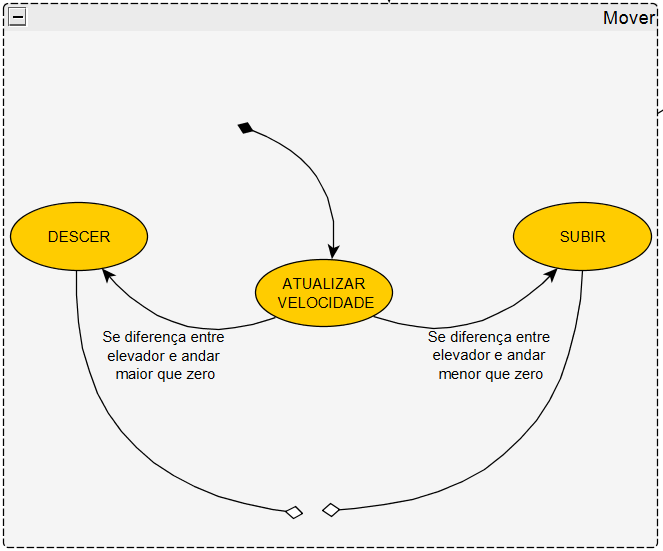 Mover
DESCER
SUBIR
ATUALIZAR
VELOCIDADE
Se diferença entre
elevador e andar
maior que zero
Se diferença entre
elevador e andar
menor que zero